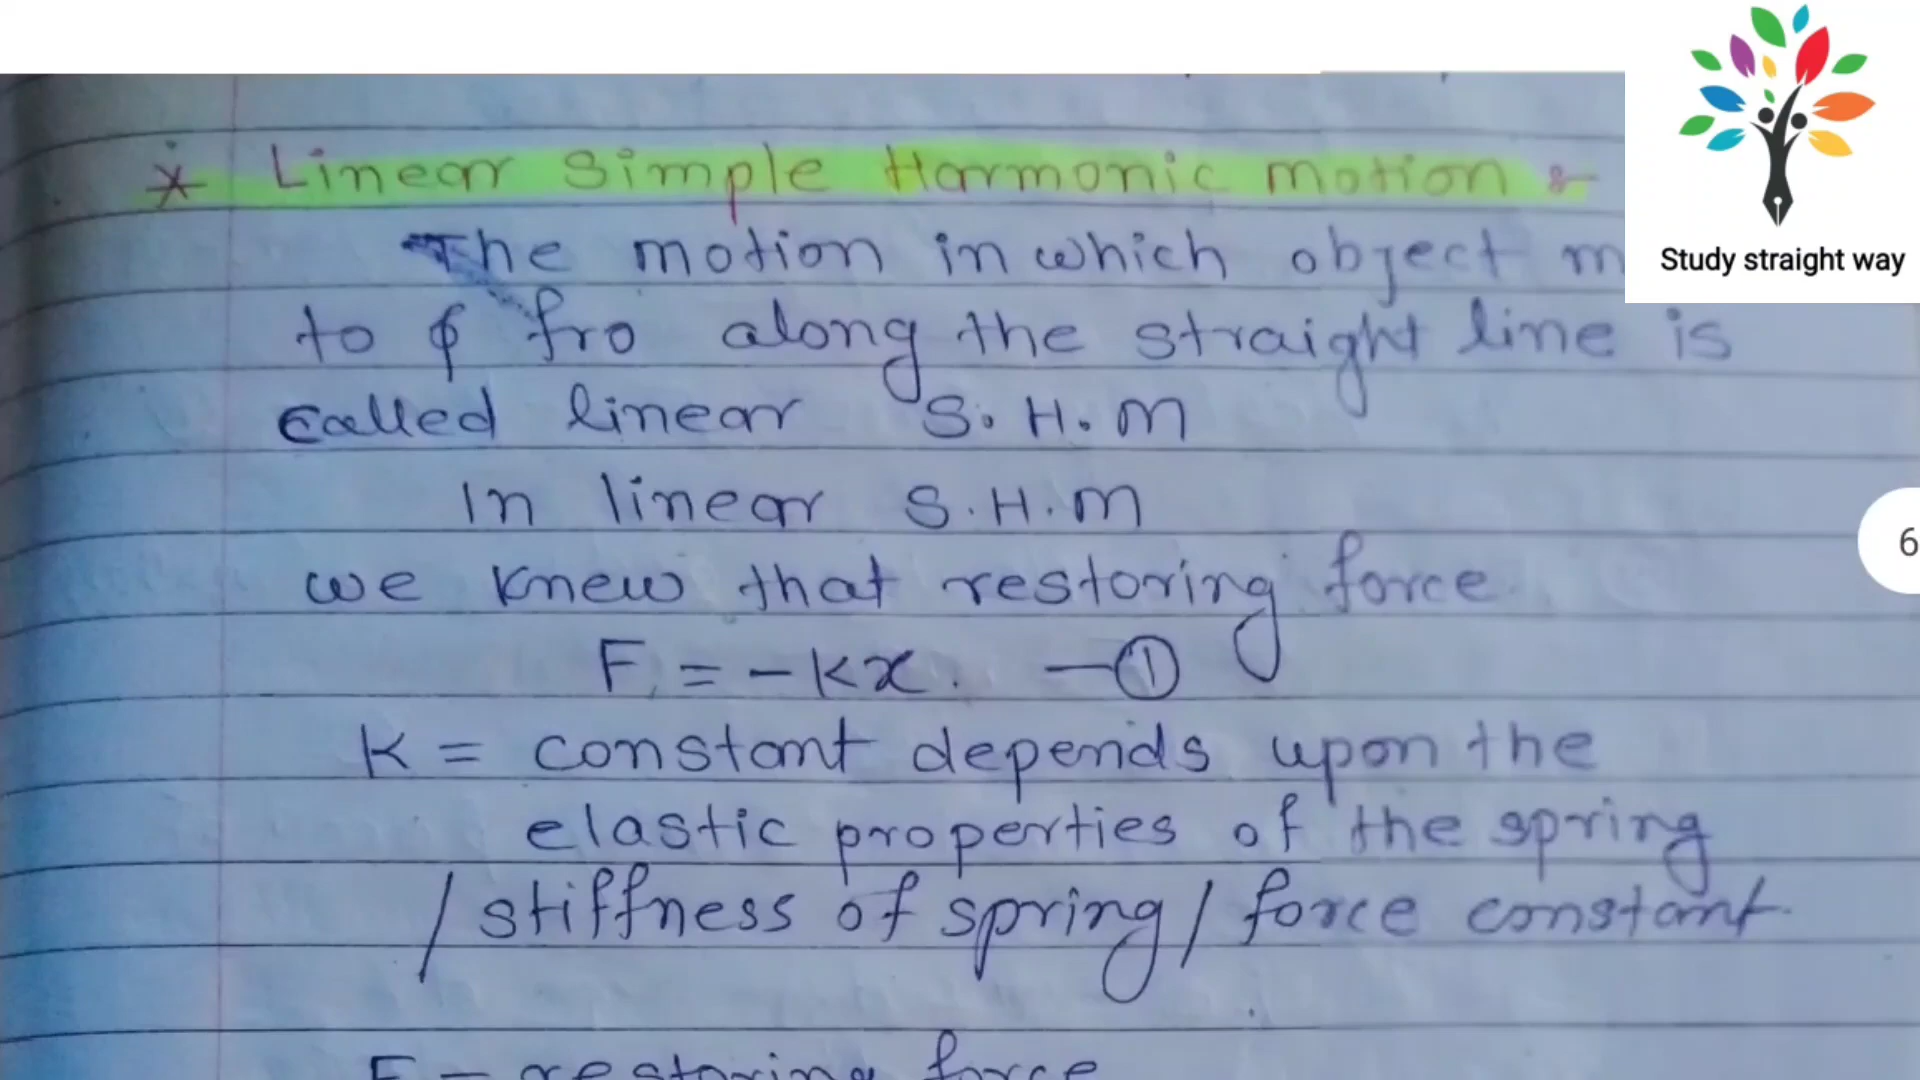 * Linear Simple Harmonic Motion :-
The motion in which object m
to & fro along the straight line is
called linear S.H.M
In linear S.H.M
we knew that restoring force
F = -kx. —①
K = constant depends upon the
elastic properties of the spring
/ stiffness of spring / force constant.
F - restoring force
Study straight way
6